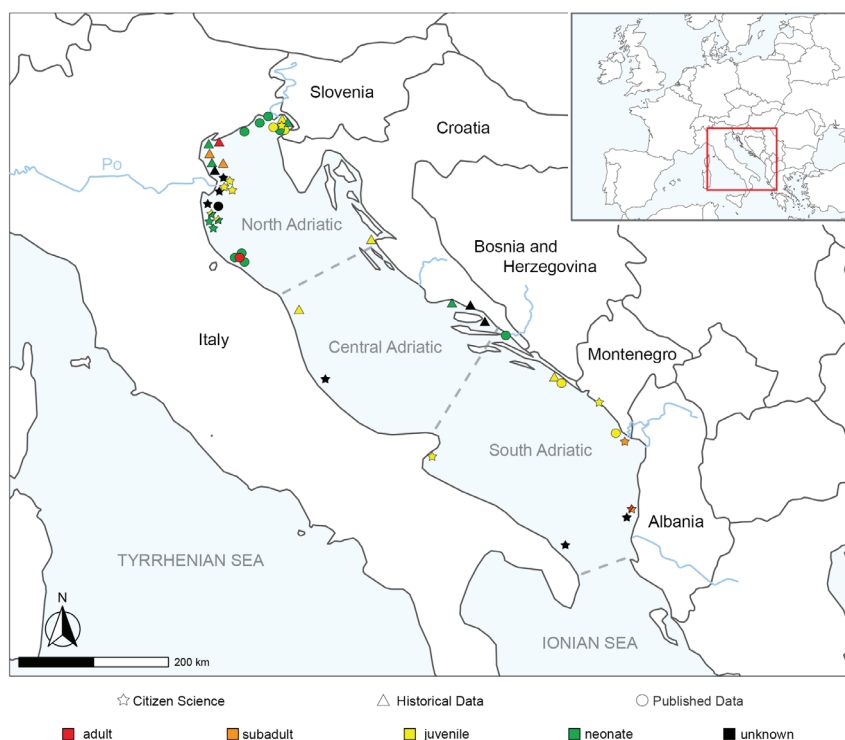 Slovenia
Croatia
Po
North Adriatic
Bosnia and
Herzegovina
Italy
Central Adriatic
Montenegro
South Adriatic
Albania
TYRRHENIAN SEA
N
IONIAN SEA
200 km
Citizen Science
Historical Data
Published Data
adult
subadult
juvenile
neonate
unknown